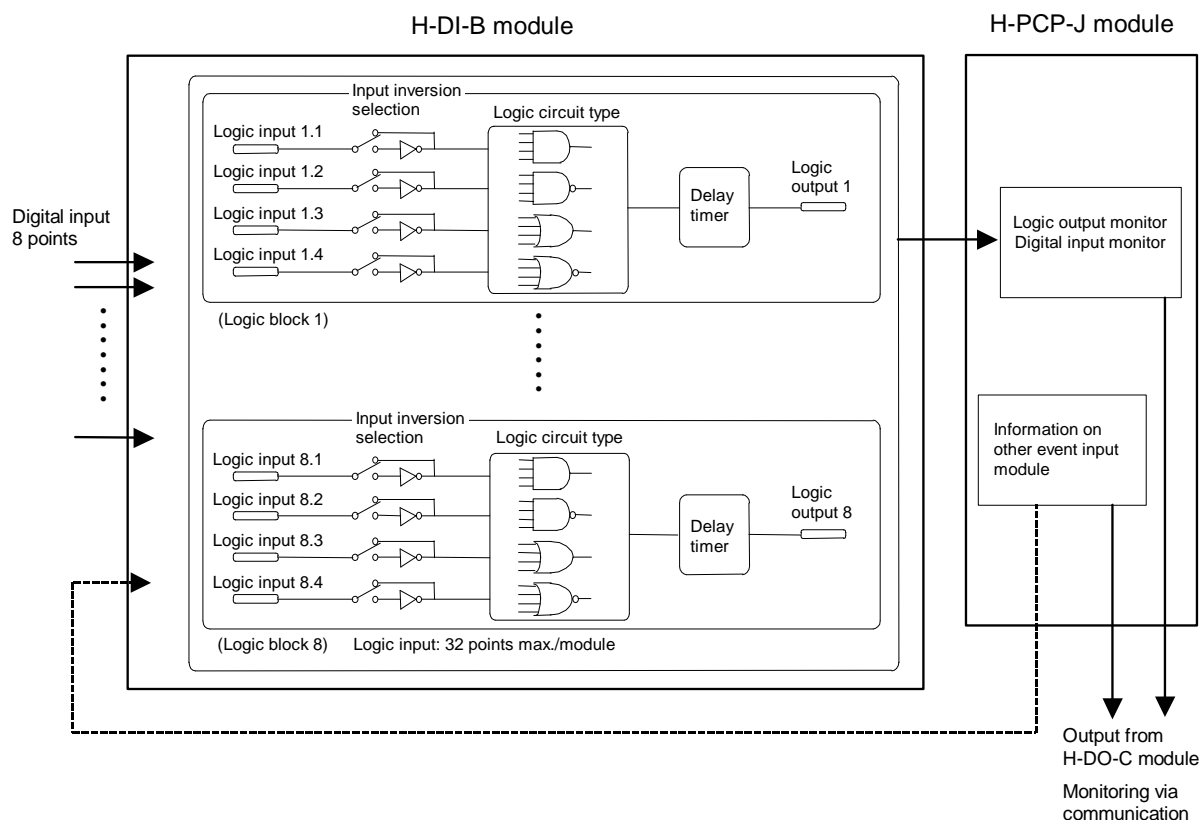 H-DI-B module
H-PCP-J module
Input inversion
selection
Logic circuit type
Logic input 1.1
Logic input 1.2
Logic input 1.3
Logic input 1.4
Delay
timer
Logic
output 1
(Logic block 1)
Digital input
8 points
Logic output monitor
Digital input monitor
Input inversion
selection
Logic circuit type
Logic input 8.1
Logic input 8.2
Logic input 8.3
Logic input 8.4
Delay
timer
Logic
output 8
(Logic block 8) Logic input: 32 points max./module
Information on
other event input
module
Output from
H-DO-C module
Monitoring via
communication